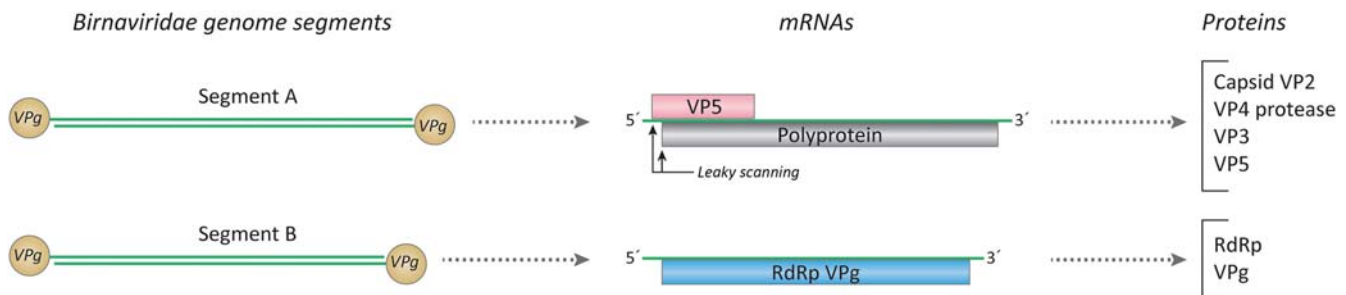 Birnaviridae genome segments
mRNAs
Proteins
VPg
Segment A
VPg
5´
VP5
Polyprotein
3´
Leaky scanning
Capsid VP2
VP4 protease
VP3
VP5
VPg
Segment B
VPg
5´
RdRp VPg
3´
RdRp
VPg